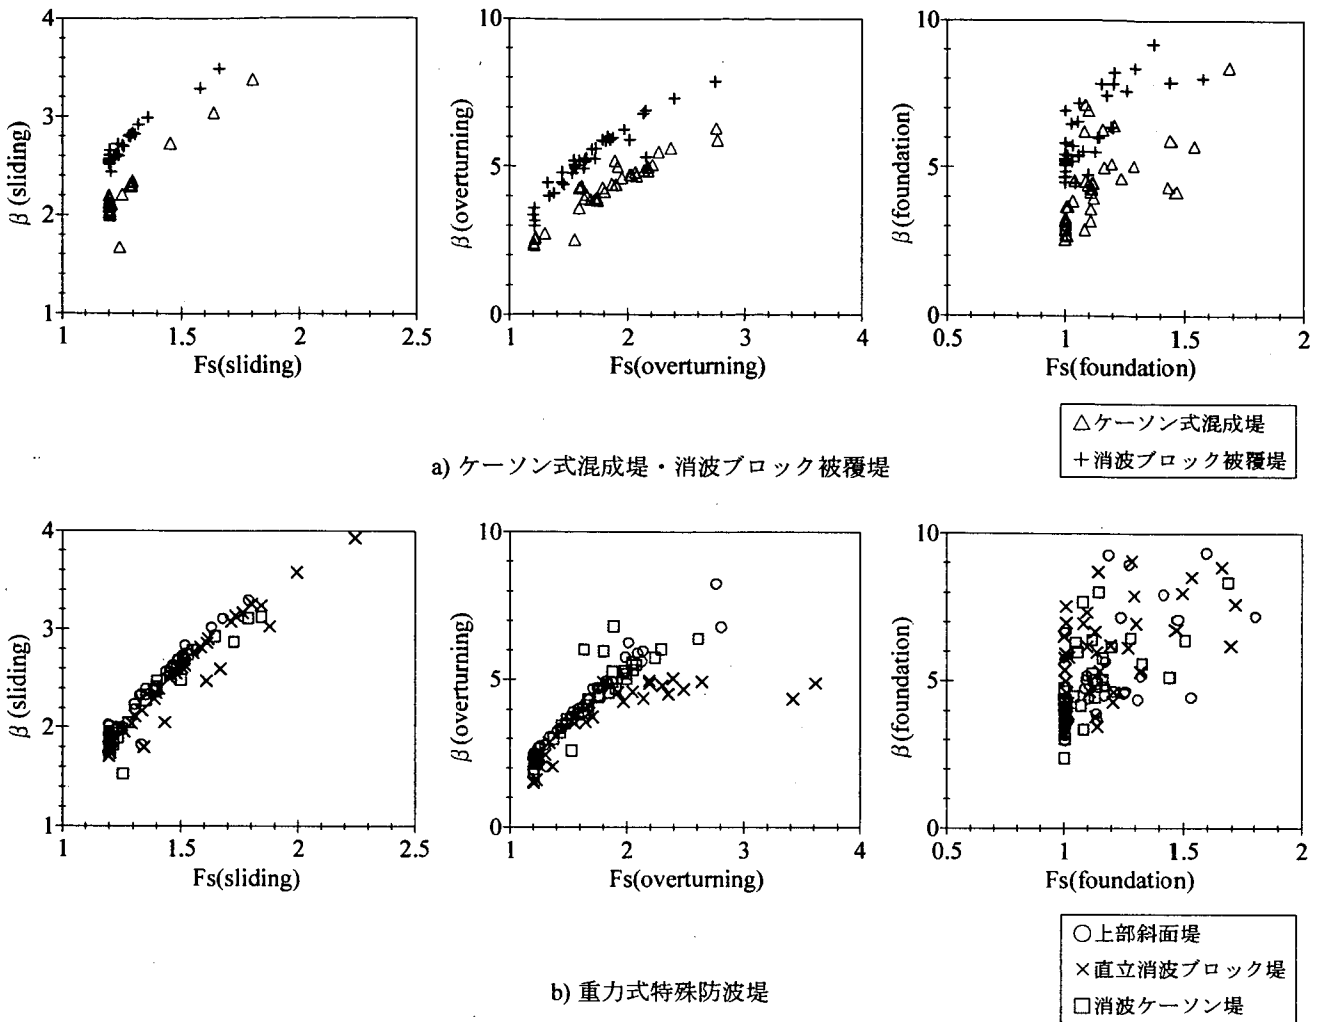 4
3
2
1
β (sliding)
1
1.5
2
2.5
Fs(sliding)
10
5
0
β (overturning)
1
2
3
4
Fs(overturning)
10
5
0
β (foundation)
0.5
1
1.5
2
Fs(foundation)
△ケーソン式混成堤
+消波ブロック被覆堤
a) ケーソン式混成堤・消波ブロック被覆堤
4
3
2
1
β (sliding)
1
1.5
2
2.5
Fs(sliding)
10
5
0
β (overturning)
1
2
3
4
Fs(overturning)
10
5
0
β (foundation)
0.5
1
1.5
2
Fs(foundation)
○上部斜面堤
×直立消波ブロック堤
□消波ケーソン堤
b) 重力式特殊防波堤